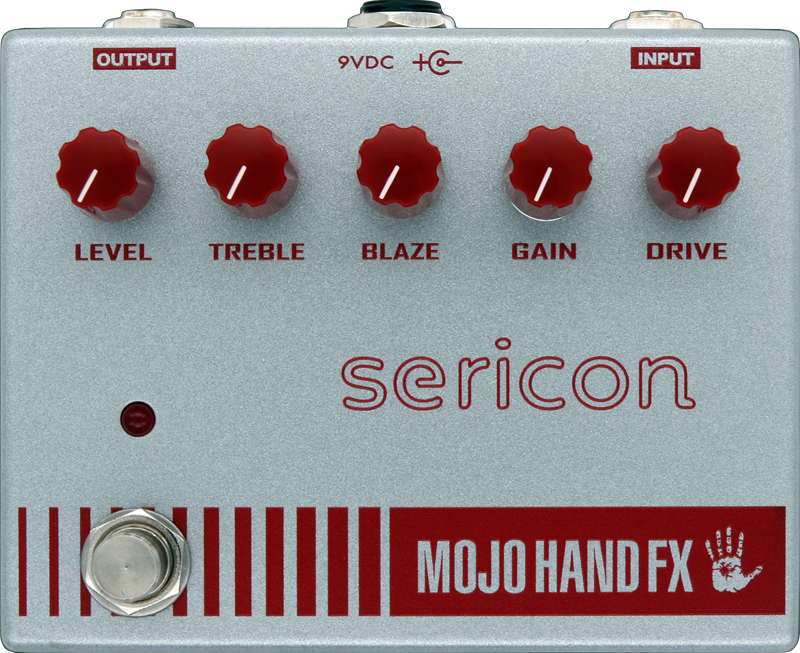 OUTPUT 9VDC INPUT
LEVEL TREBLE BLAZE GAIN DRIVE
sericon
MOJO HAND FX